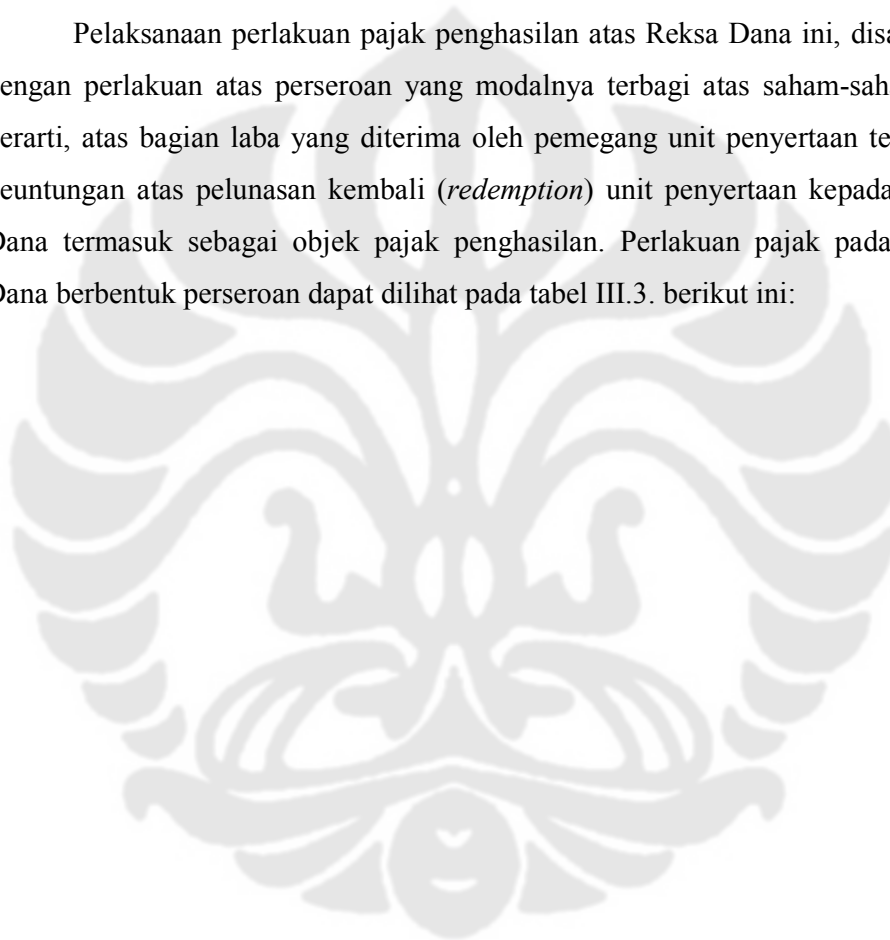 Pelaksanaan perlakuan pajak penghasilan atas Reksa Dana ini, disa
engan perlakuan atas perseroan yang modalnya terbagi atas saham-saha
erarti, atas bagian laba yang diterima oleh pemegang unit penyertaan te
euntungan atas pelunasan kembali (redemption) unit penyertaan kepada
Dana termasuk sebagai objek pajak penghasilan. Perlakuan pajak pada
Dana berbentuk perseroan dapat dilihat pada tabel III.3. berikut ini: